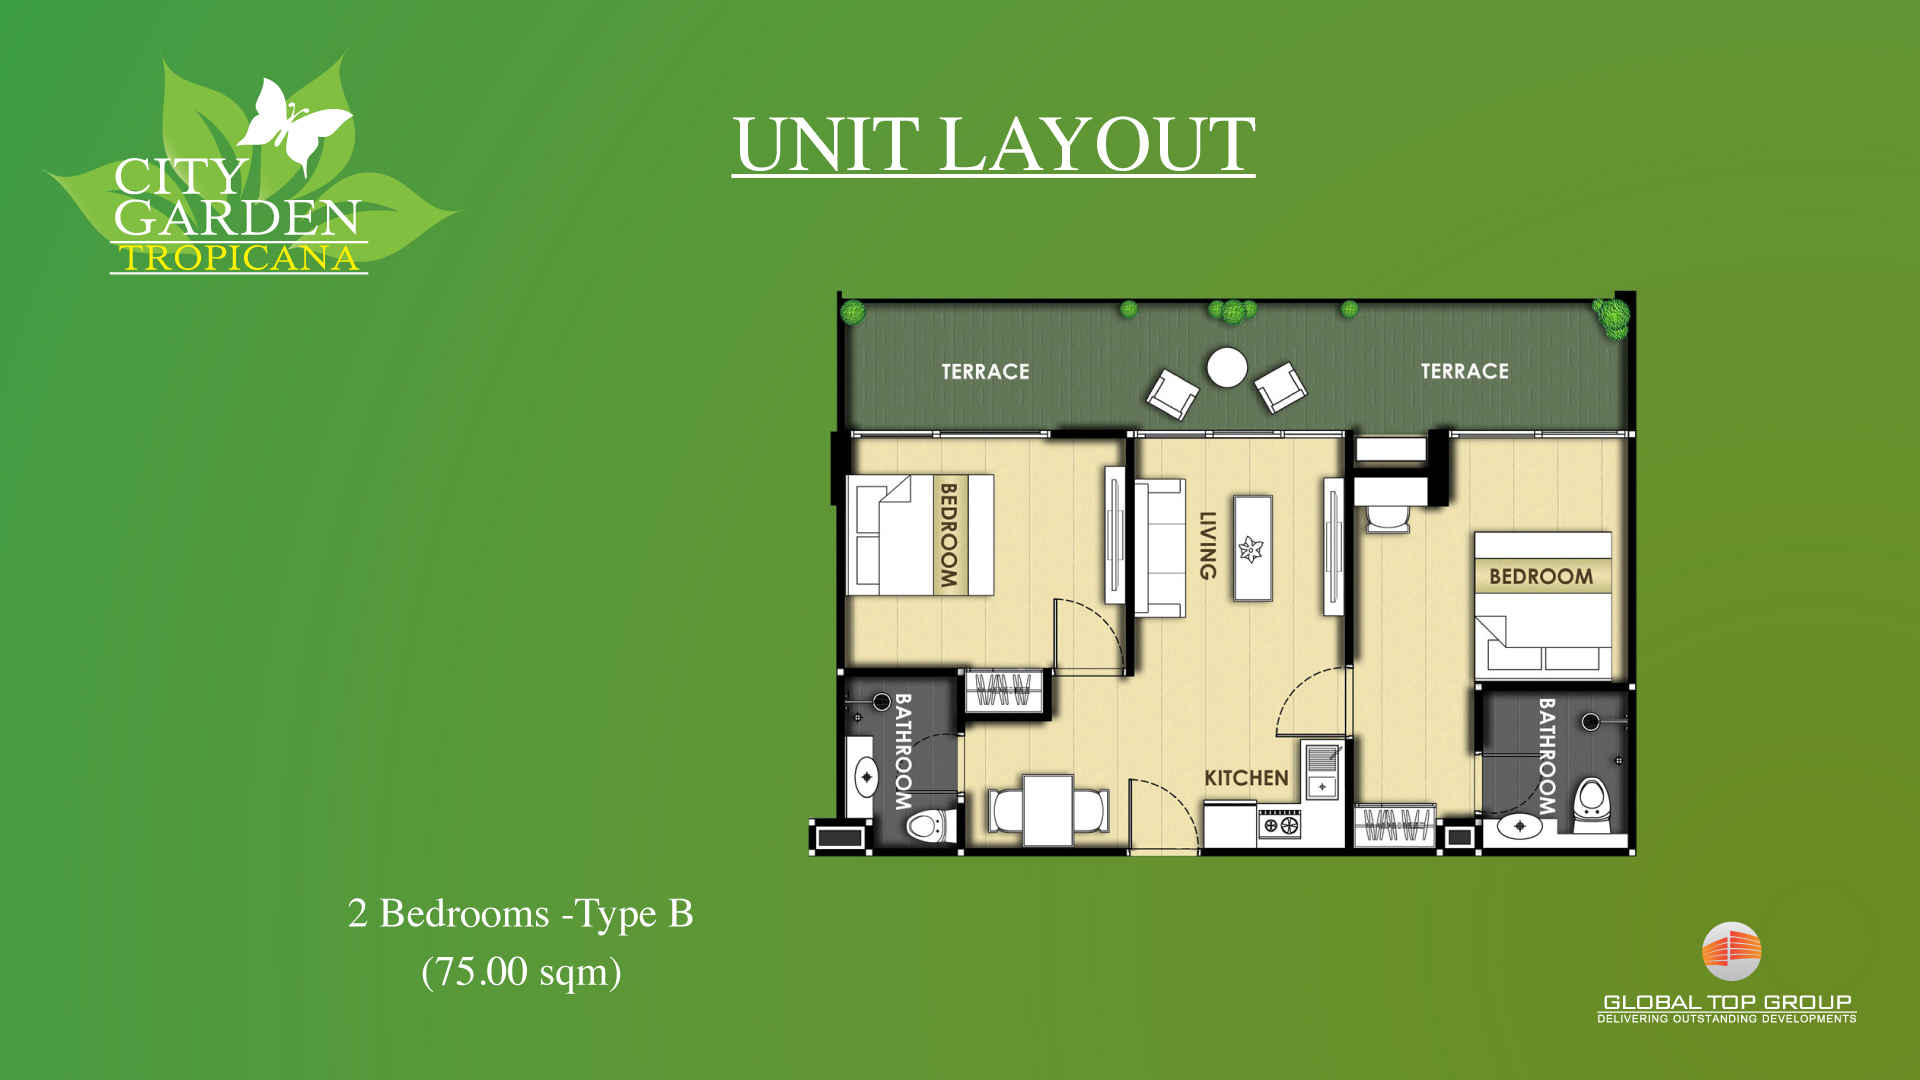 CITY
GARDEN
TROPICANA
UNIT LAYOUT
TERRACE
TERRACE
BEDROOM
LIVING
BEDROOM
BATHROOM
KITCHEN
BATHROOM
2 Bedrooms -Type B
(75.00 sqm)
GLOBAL TOP GROUP
DELIVERING OUTSTANDING DEVELOPMENTS